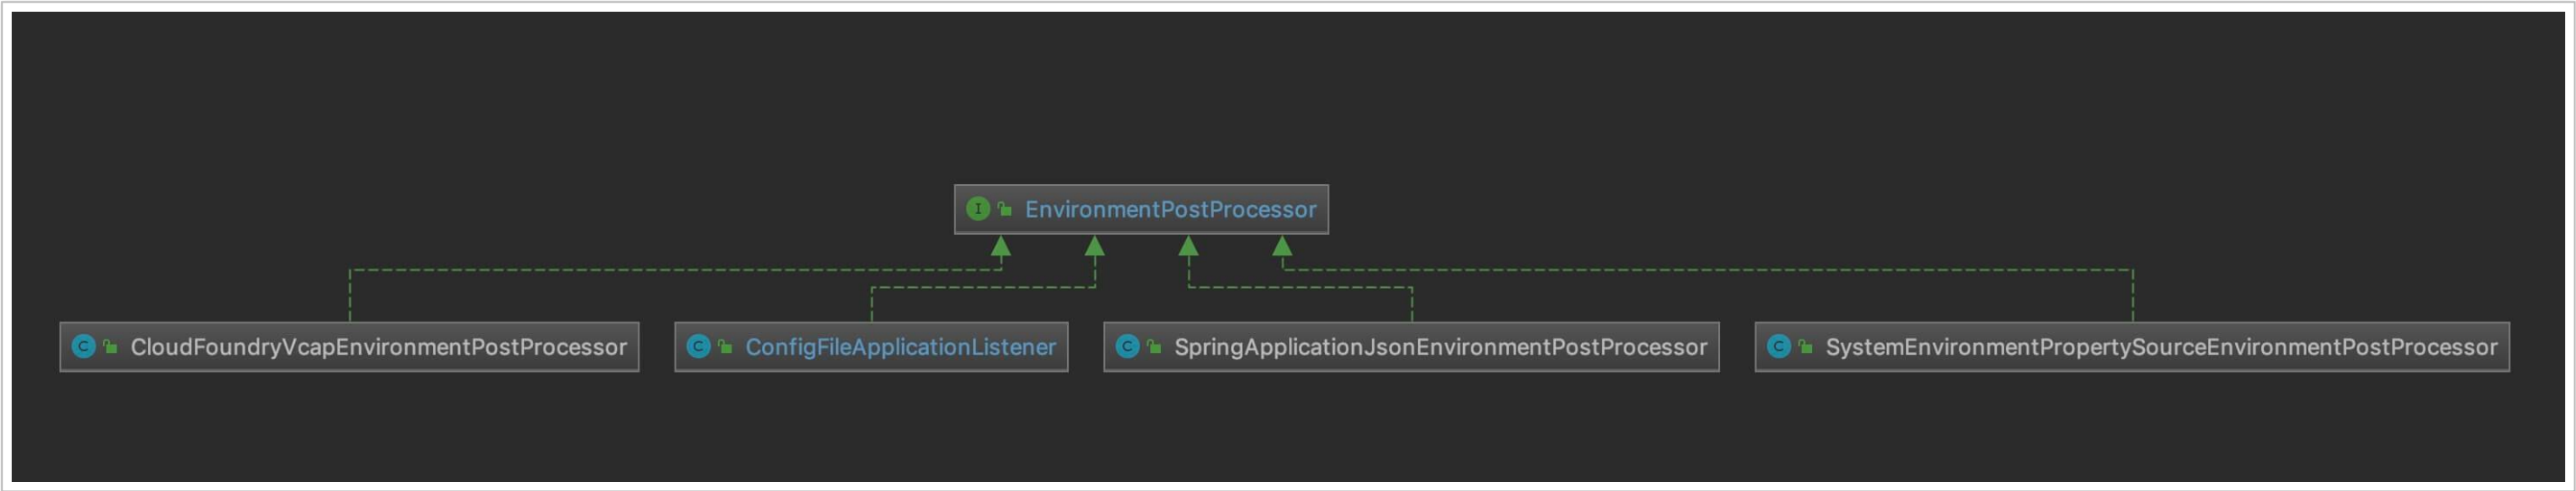 I EnvironmentPostProcessor
C CloudFoundryVcapEnvironmentPostProcessor
C ConfigFileApplicationListener
C SpringApplicationJsonEnvironmentPostProcessor
C SystemEnvironmentPropertySourceEnvironmentPostProcessor